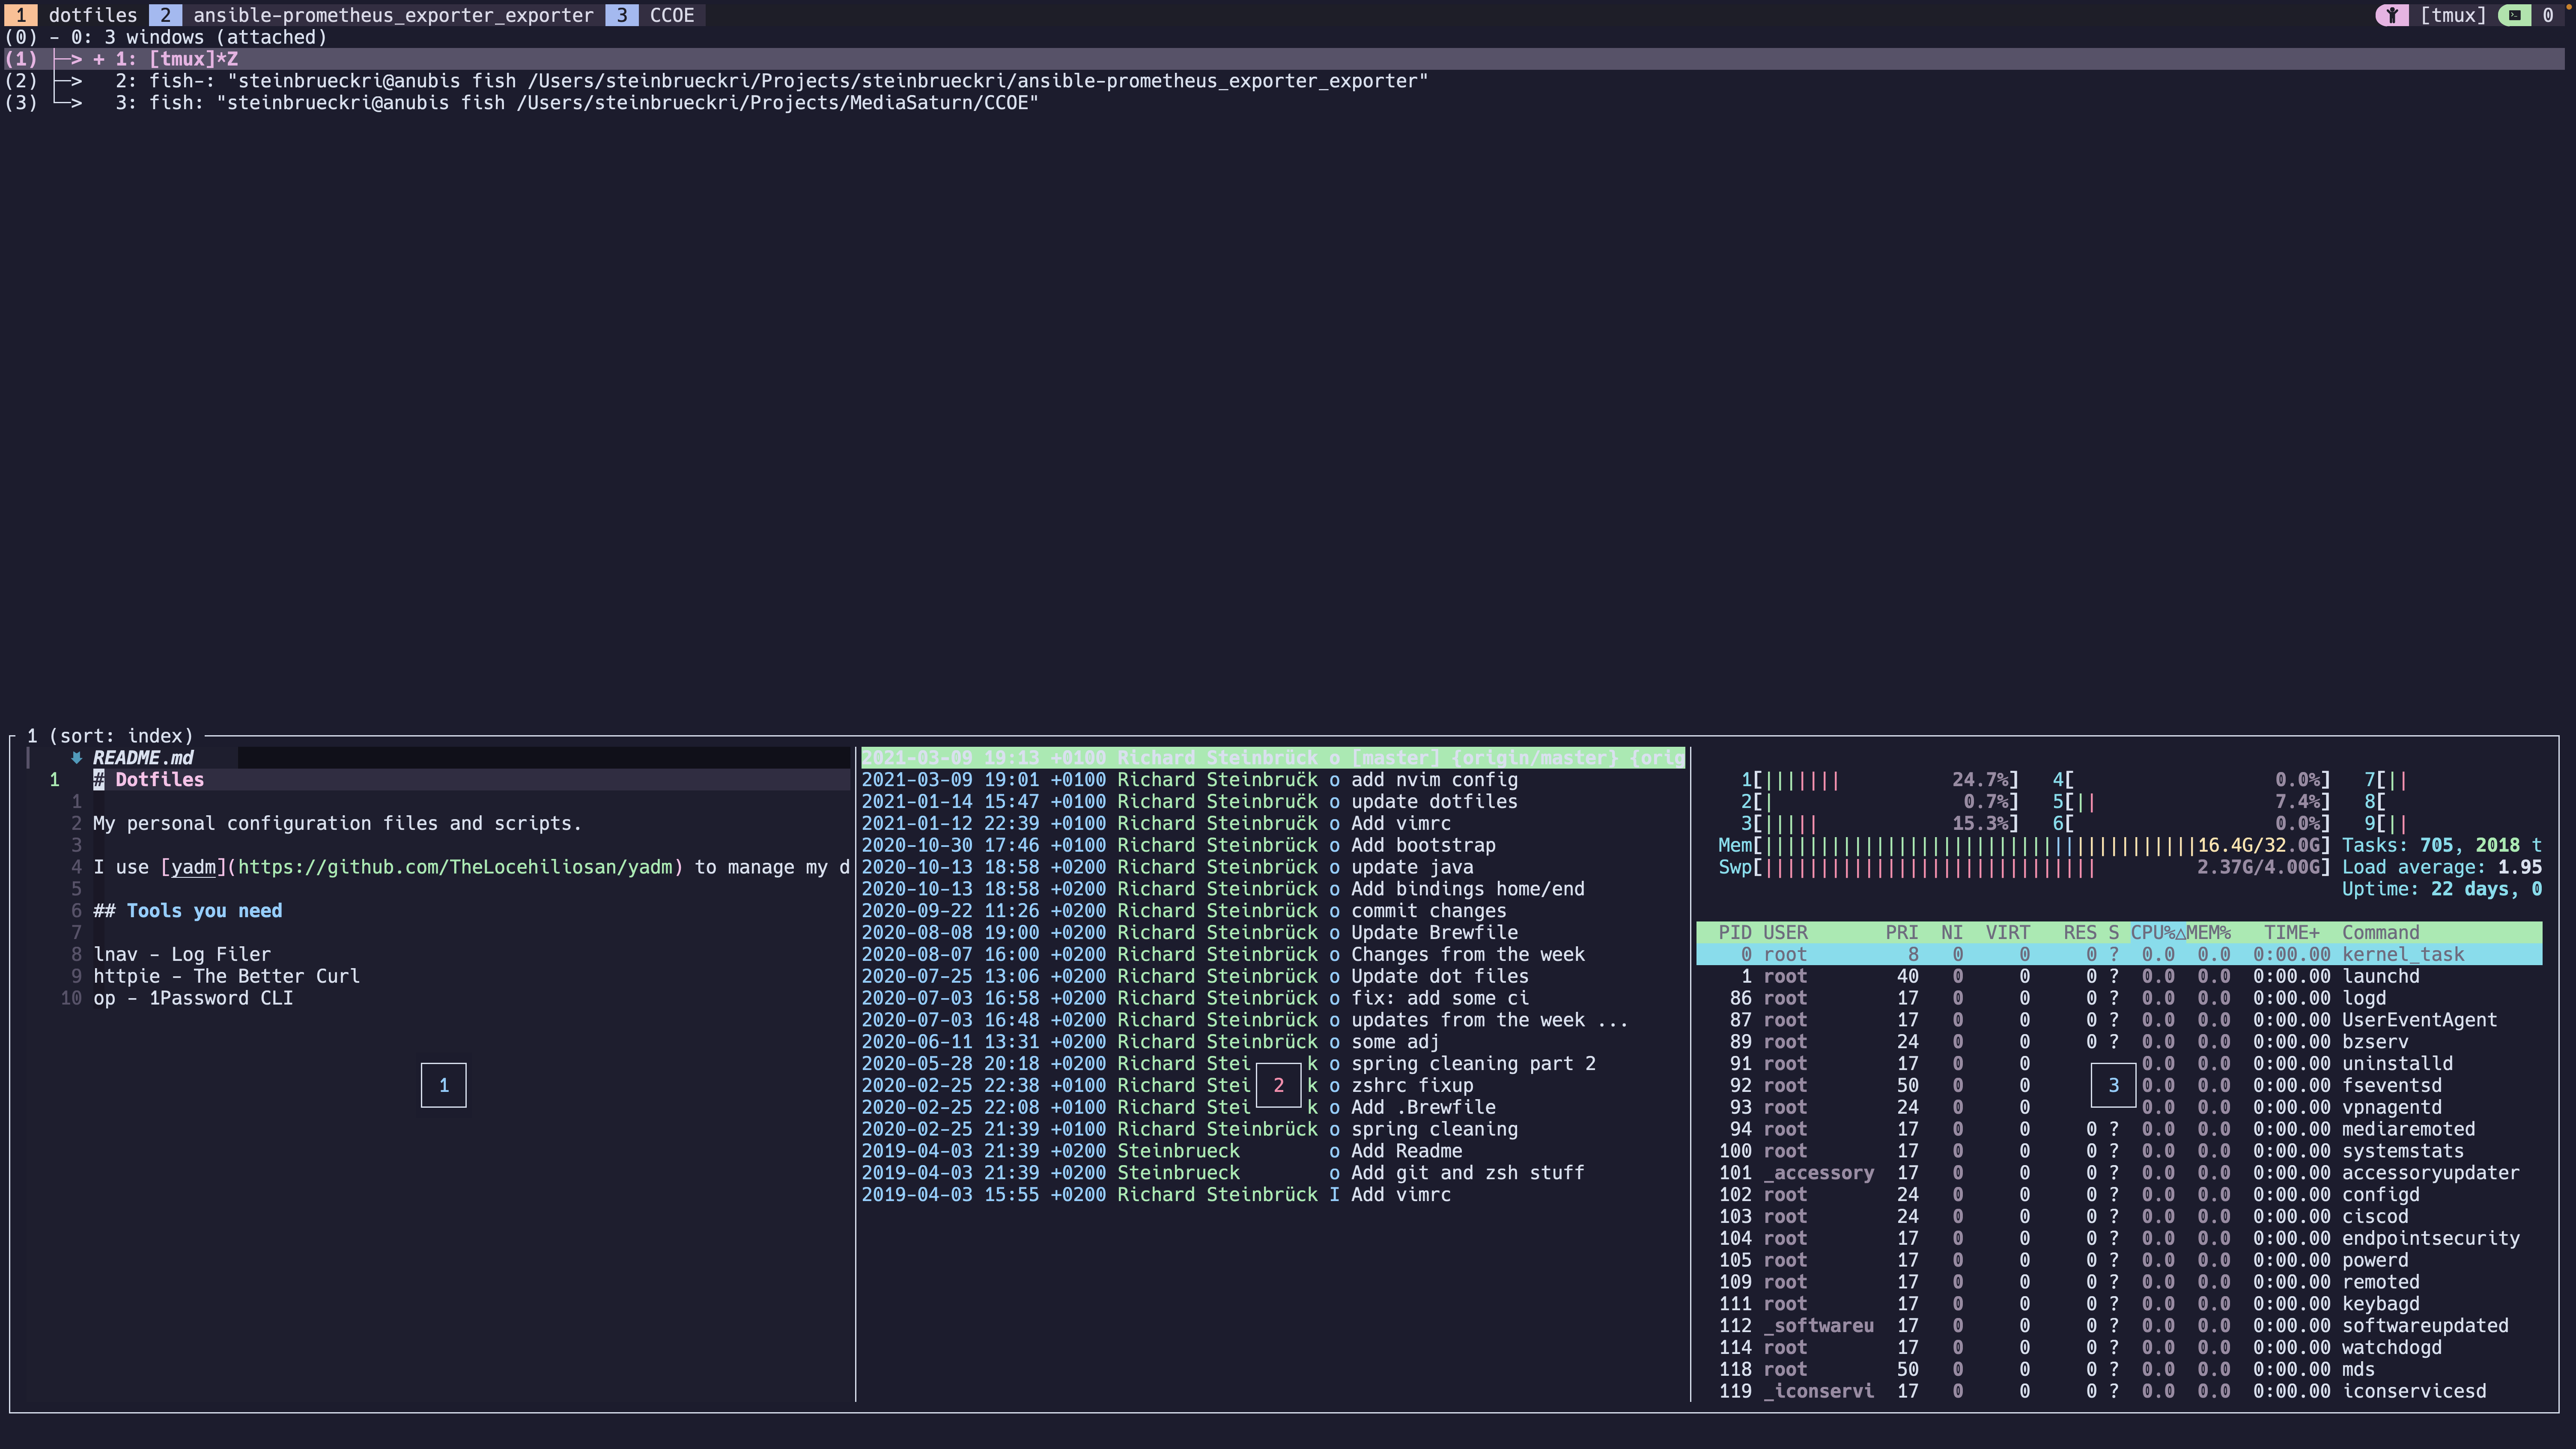 1 dotfiles 2 ansible-prometheus_exporter_exporter 3 CCOE [tmux] 0
(0) - 0: 3 windows (attached)
(1) ├─> + 1: [tmux]*Z
(2) ├─> 2: fish-: "steinbrueckri@anubis fish /Users/steinbrueckri/Projects/steinbrueckri/ansible-prometheus_exporter_exporter"
(3) └─> 3: fish: "steinbrueckri@anubis fish /Users/steinbrueckri/Projects/MediaSaturn/CCOE"
1 (sort: index)
README.md
1 # Dotfiles
1
2 My personal configuration files and scripts.
3
4 I use [yadm](https://github.com/TheLocehiliosan/yadm) to manage my d
5
6 ## Tools you need
7
8 lnav - Log Filer
9 httpie - The Better Curl
10 op - 1Password CLI
1
2021-03-09 19:13 +0100 Richard Steinbrück o [master] {origin/master} {orig
2021-03-09 19:01 +0100 Richard Steinbrück o add nvim config
2021-01-14 15:47 +0100 Richard Steinbrück o update dotfiles
2021-01-12 22:39 +0100 Richard Steinbrück o Add vimrc
2020-10-30 17:46 +0100 Richard Steinbrück o Add bootstrap
2020-10-13 18:58 +0200 Richard Steinbrück o update java
2020-10-13 18:58 +0200 Richard Steinbrück o Add bindings home/end
2020-09-22 11:26 +0200 Richard Steinbrück o commit changes
2020-08-08 19:00 +0200 Richard Steinbrück o Update Brewfile
2020-08-07 16:00 +0200 Richard Steinbrück o Changes from the week
2020-07-25 13:06 +0200 Richard Steinbrück o Update dot files
2020-07-03 16:58 +0200 Richard Steinbrück o fix: add some ci
2020-07-03 16:48 +0200 Richard Steinbrück o updates from the week ...
2020-06-11 13:31 +0200 Richard Steinbrück o some adj
2020-05-28 20:18 +0200 Richard Stei k o spring cleaning part 2
2020-02-25 22:38 +0100 Richard Stei 2 k o zshrc fixup
2020-02-25 22:08 +0100 Richard Stei k o Add .Brewfile
2020-02-25 21:39 +0100 Richard Steinbrück o spring cleaning
2019-04-03 21:39 +0200 Steinbrueck o Add Readme
2019-04-03 21:39 +0200 Steinbrueck o Add git and zsh stuff
2019-04-03 15:55 +0200 Richard Steinbrück I Add vimrc
1[||||||| 24.7%] 4[ 0.0%] 7[||
2[| 0.7%] 5[|| 7.4%] 8[
3[||||| 15.3%] 6[ 0.0%] 9[||
Mem[|||||||||||||||||||||||||||||||||||||||16.4G/32.0G] Tasks: 705, 2018 t
Swp[|||||||||||||||||||||||||||||| 2.37G/4.00G] Load average: 1.95
Uptime: 22 days, 0
PID USER PRI NI VIRT RES S CPU%△MEM% TIME+ Command
0 root 8 0 0 0 ? 0.0 0.0 0:00.00 kernel_task
1 root 40 0 0 0 ? 0.0 0.0 0:00.00 launchd
86 root 17 0 0 0 ? 0.0 0.0 0:00.00 logd
87 root 17 0 0 0 ? 0.0 0.0 0:00.00 UserEventAgent
89 root 24 0 0 0 ? 0.0 0.0 0:00.00 bzserv
91 root 17 0 0 0.0 0.0 0:00.00 uninstalld
92 root 50 0 0 3 0.0 0.0 0:00.00 fseventsd
93 root 24 0 0 0.0 0.0 0:00.00 vpnagentd
94 root 17 0 0 0 ? 0.0 0.0 0:00.00 mediaremoted
100 root 17 0 0 0 ? 0.0 0.0 0:00.00 systemstats
101 _accessory 17 0 0 0 ? 0.0 0.0 0:00.00 accessoryupdater
102 root 24 0 0 0 ? 0.0 0.0 0:00.00 configd
103 root 24 0 0 0 ? 0.0 0.0 0:00.00 ciscod
104 root 17 0 0 0 ? 0.0 0.0 0:00.00 endpointsecurity
105 root 17 0 0 0 ? 0.0 0.0 0:00.00 powerd
109 root 17 0 0 0 ? 0.0 0.0 0:00.00 remoted
111 root 17 0 0 0 ? 0.0 0.0 0:00.00 keybagd
112 _softwareu 17 0 0 0 ? 0.0 0.0 0:00.00 softwareupdated
114 root 17 0 0 0 ? 0.0 0.0 0:00.00 watchdogd
118 root 50 0 0 0 ? 0.0 0.0 0:00.00 mds
119 _iconservi 17 0 0 0 ? 0.0 0.0 0:00.00 iconservicesd